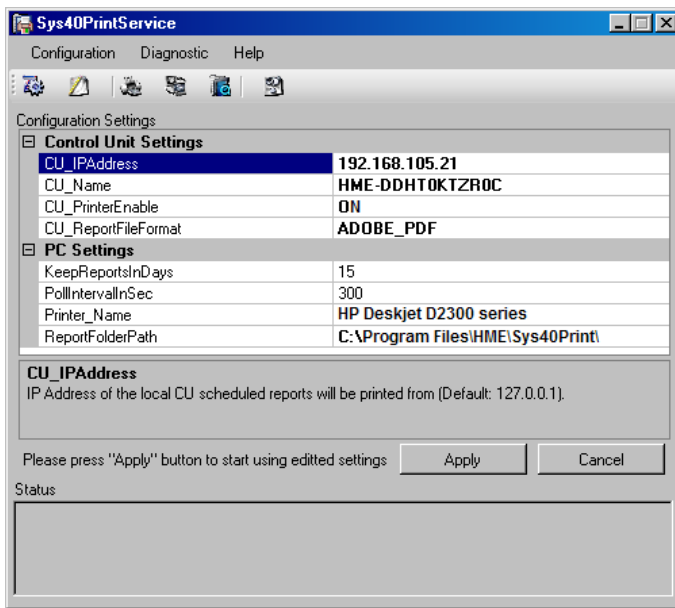 Sys40PrintService
Configuration Diagnostic Help
Configuration Settings
Control Unit Settings
CU_IPAddress 192.168.105.21
CU_Name HME-DDHT0KTZR0C
CU_PrinterEnable ON
CU_ReportFileFormat ADOBE_PDF
PC Settings
KeepReportsInDays 15
PollIntervalInSec 300
Printer_Name HP Deskjet D2300 series
ReportFolderPath C:\Program Files\HME\Sys40Print\
CU_IPAddress
IP Address of the local CU scheduled reports will be printed from (Default: 127.0.0.1).
Please press "Apply" button to start using editted settings Apply Cancel
Status